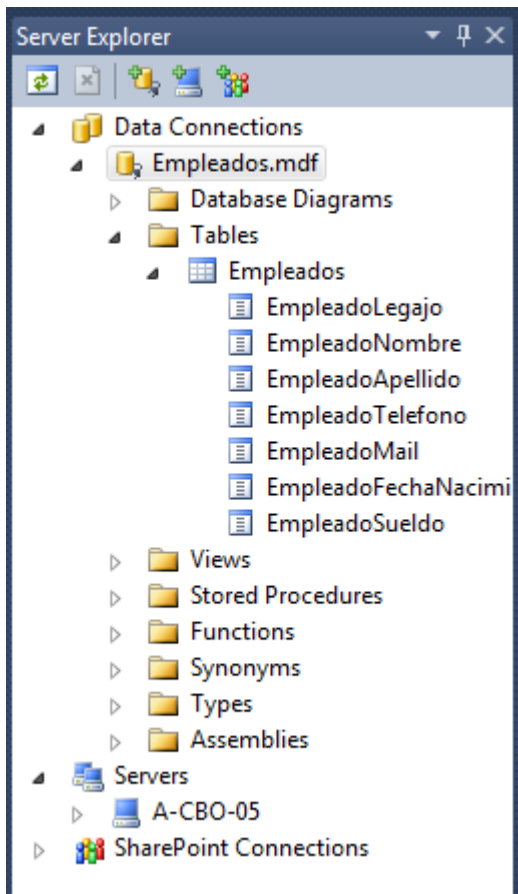 Server Explorer
Data Connections
Empleados.mdf
Database Diagrams
Tables
Empleados
EmpleadoLegajo
EmpleadoNombre
EmpleadoApellido
EmpleadoTelefono
EmpleadoMail
EmpleadoFechaNacimi
EmpleadoSueldo
Views
Stored Procedures
Functions
Synonyms
Types
Assemblies
Servers
A-CBO-05
SharePoint Connections